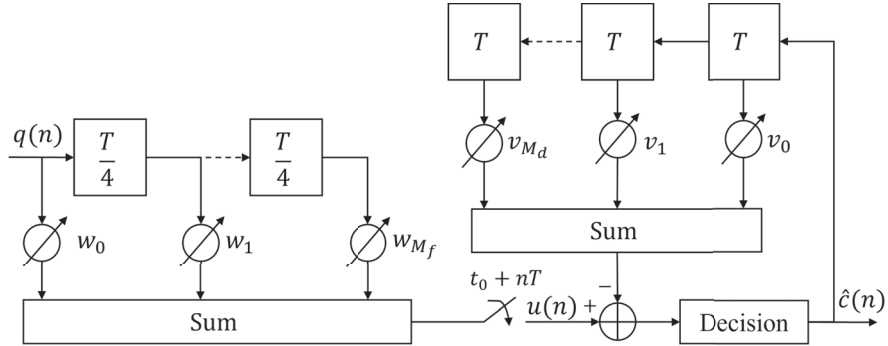 T T T
q(n) T/4 T/4
v_{M_d} v_1 v_0
w_0 w_1 w_{M_f}
Sum
t_0 + nT
Sum u(n) + − Decision ĉ(n)